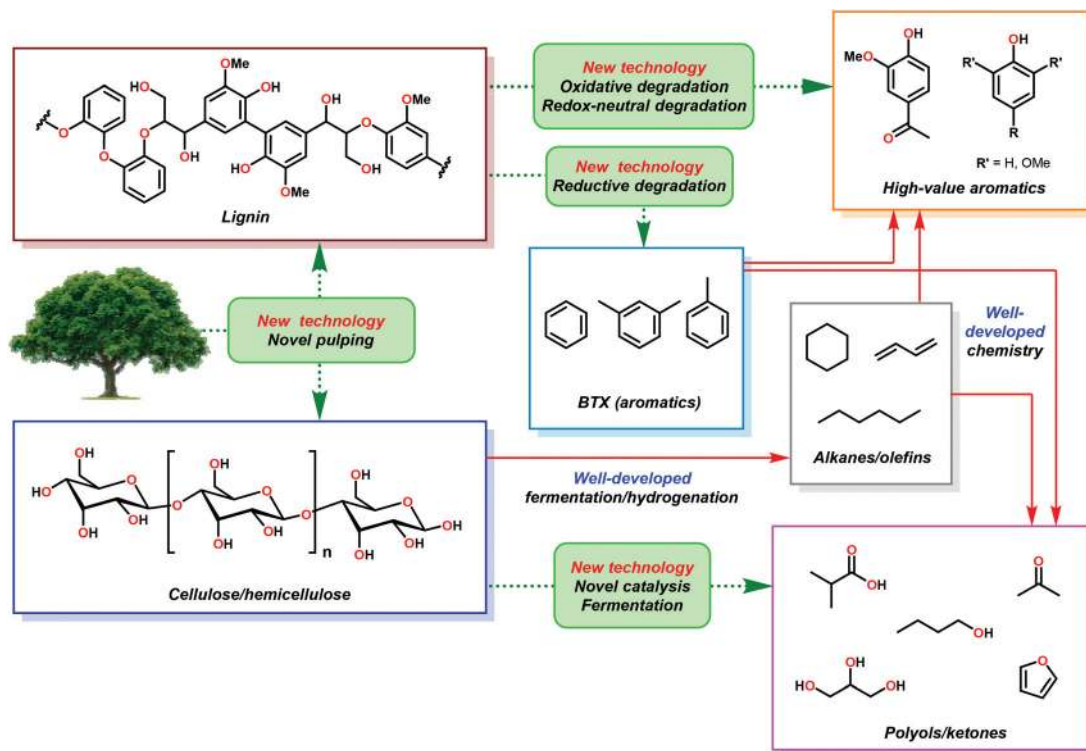 New technology
Oxidative degradation
Redox-neutral degradation
OH
MeO
O
OH
R'
R'
R
R' = H, OMe
High-value aromatics
OMe
OH
HO
O
O
O
OH
HO
OMe
OH
O
OMe
HO
O
Lignin
New technology
Reductive degradation
New technology
Novel pulping
BTX (aromatics)
Well-
developed
chemistry
Alkanes/olefins
OH
HO
O
OH
OH
O
OH
O
OH
OH
O
n
OH
O
OH
OH
OH
Cellulose/hemicellulose
Well-developed
fermentation/hydrogenation
New technology
Novel catalysis
Fermentation
O
OH
O
OH
OH
HO
OH
O
Polyols/ketones